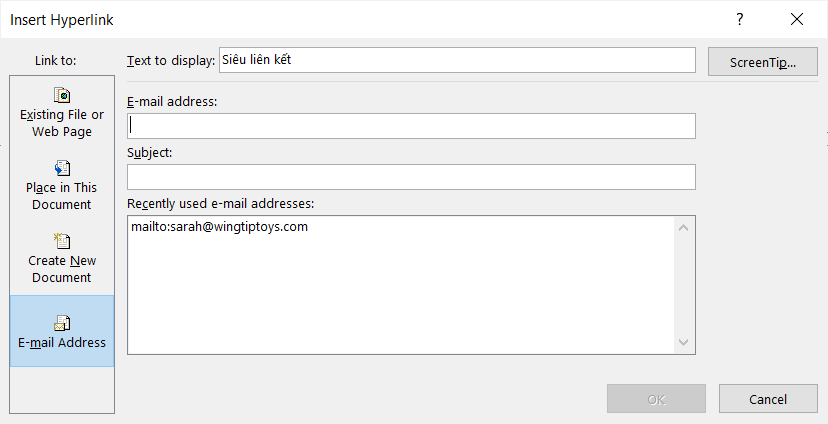 Insert Hyperlink
?
Link to:
Text to display: Siêu liên kết
ScreenTip...
Existing File or
Web Page
Place in This
Document
Create New
Document
E-mail Address
E-mail address:
Subject:
Recently used e-mail addresses:
mailto:sarah@wingtiptoys.com
OK
Cancel